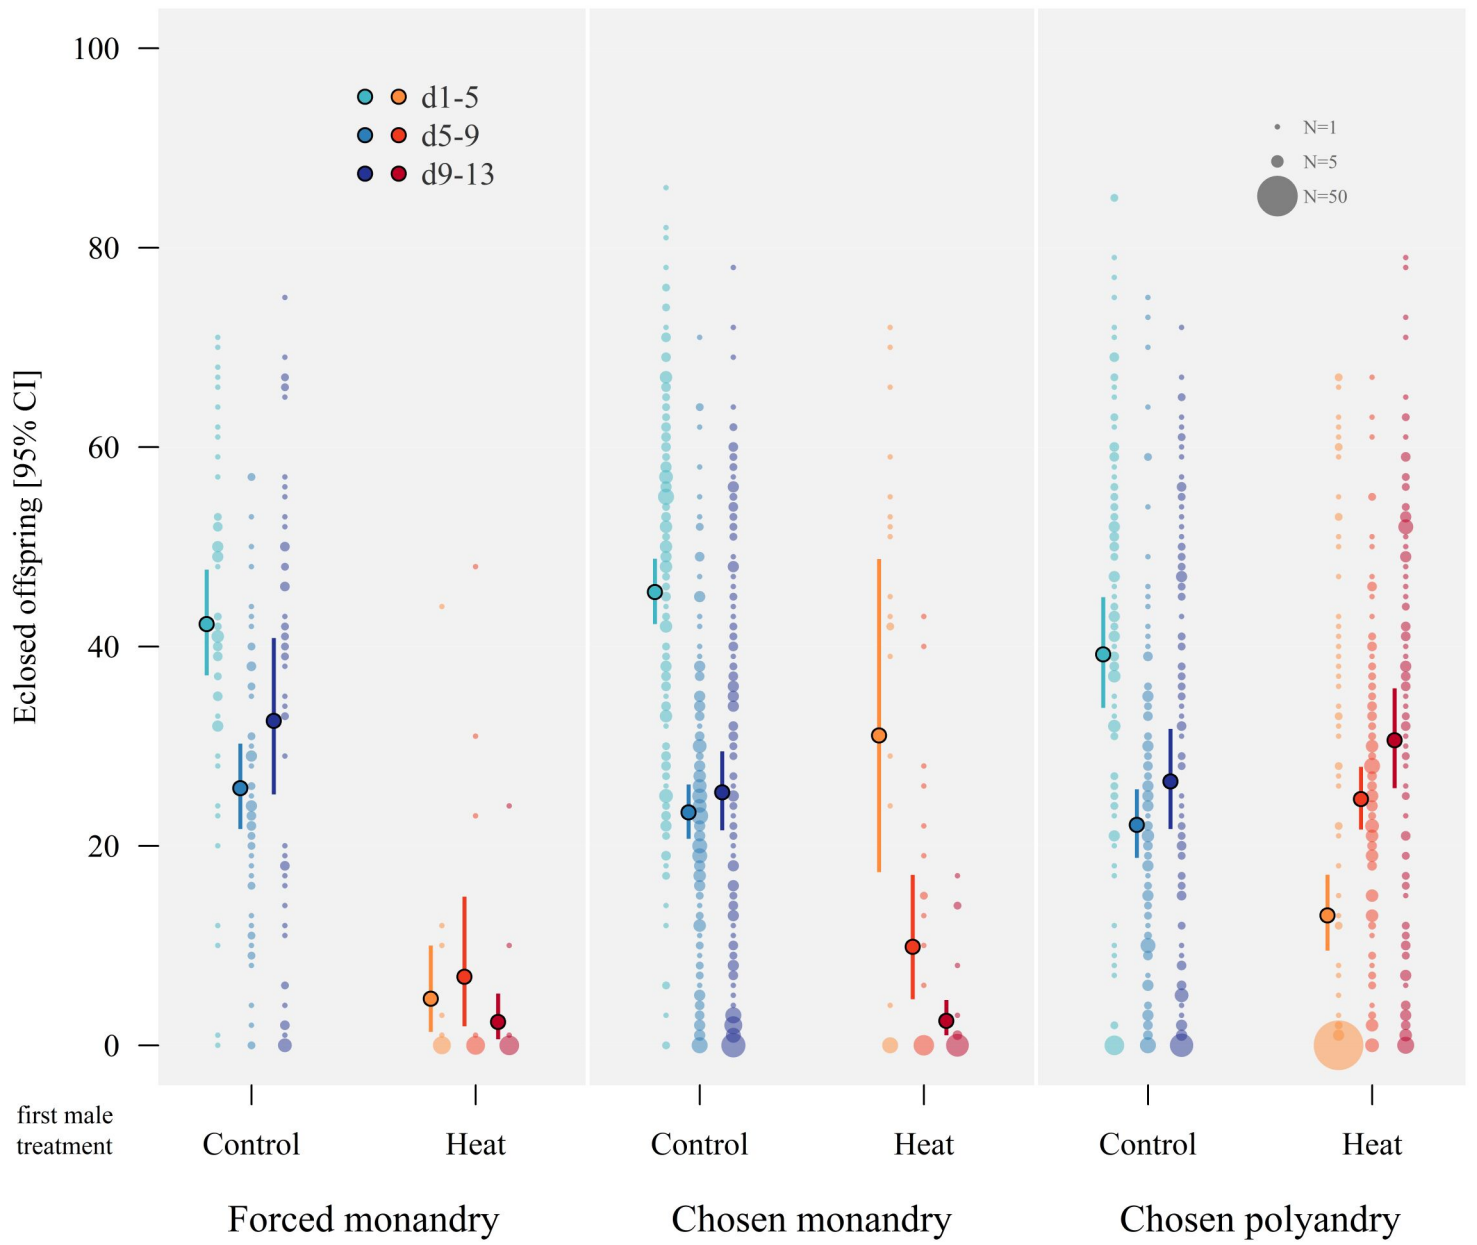 100
80
60
40
20
0
Eclosed offspring [95% CI]
d1-5
d5-9
d9-13
N=1
N=5
N=50
first male
treatment
Control
Heat
Control
Heat
Control
Heat
Forced monandry
Chosen monandry
Chosen polyandry